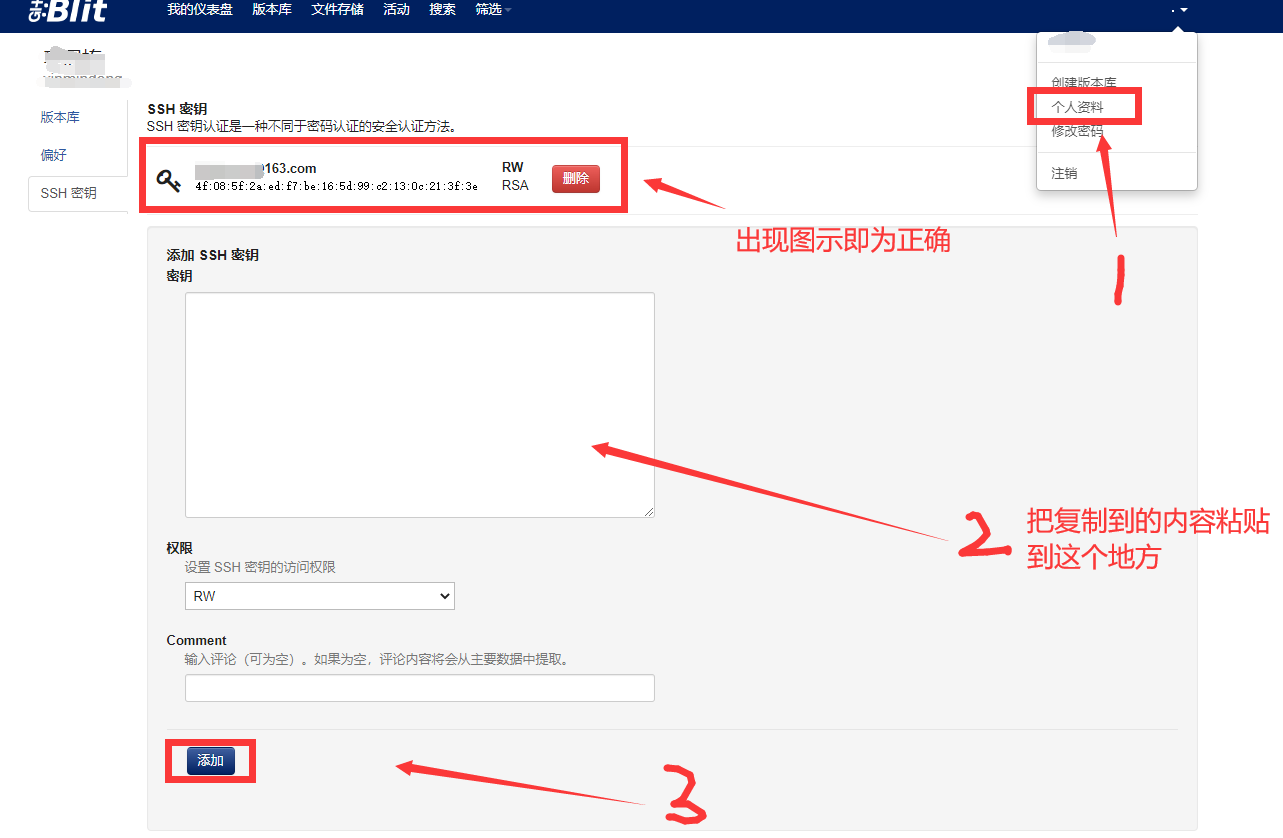 Blit
我的仪表盘 版本库 文件存储 活动 搜索 筛选
创建版本库
个人资料
修改密码
注销
版本库
偏好
SSH 密钥
SSH 密钥
SSH 密钥认证是一种不同于密码认证的安全认证方法。
163.com RW
4f:08:5f:2a:ed:f7:be:16:5d:99:c2:13:0c:21:3f:3e RSA
删除
出现图示即为正确
1
添加 SSH 密钥
密钥
2
把复制到的内容粘贴
到这个地方
权限
设置 SSH 密钥的访问权限
RW
Comment
输入评论（可为空）。如果为空，评论内容将会从主要数据中提取。
添加
3